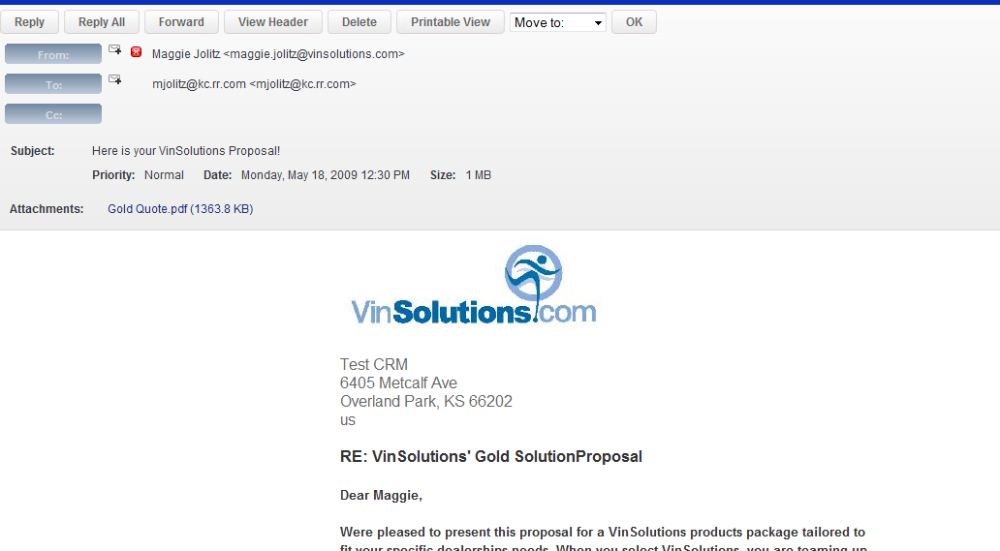 Reply Reply All Forward View Header Delete Printable View Move to: OK
From: Maggie Jolitz <maggie.jolitz@vinsolutions.com>
To: mjolitz@kc.rr.com <mjolitz@kc.rr.com>
Cc:
Subject: Here is your VinSolutions Proposal!
Priority: Normal Date: Monday, May 18, 2009 12:30 PM Size: 1 MB
Attachments: Gold Quote.pdf (1363.8 KB)
VinSolutions.com
Test CRM
6405 Metcalf Ave
Overland Park, KS 66202
us
RE: VinSolutions' Gold SolutionProposal
Dear Maggie,
Were pleased to present this proposal for a VinSolutions products package tailored to
fit your specific dealerships needs. When you select VinSolutions, you are teaming up